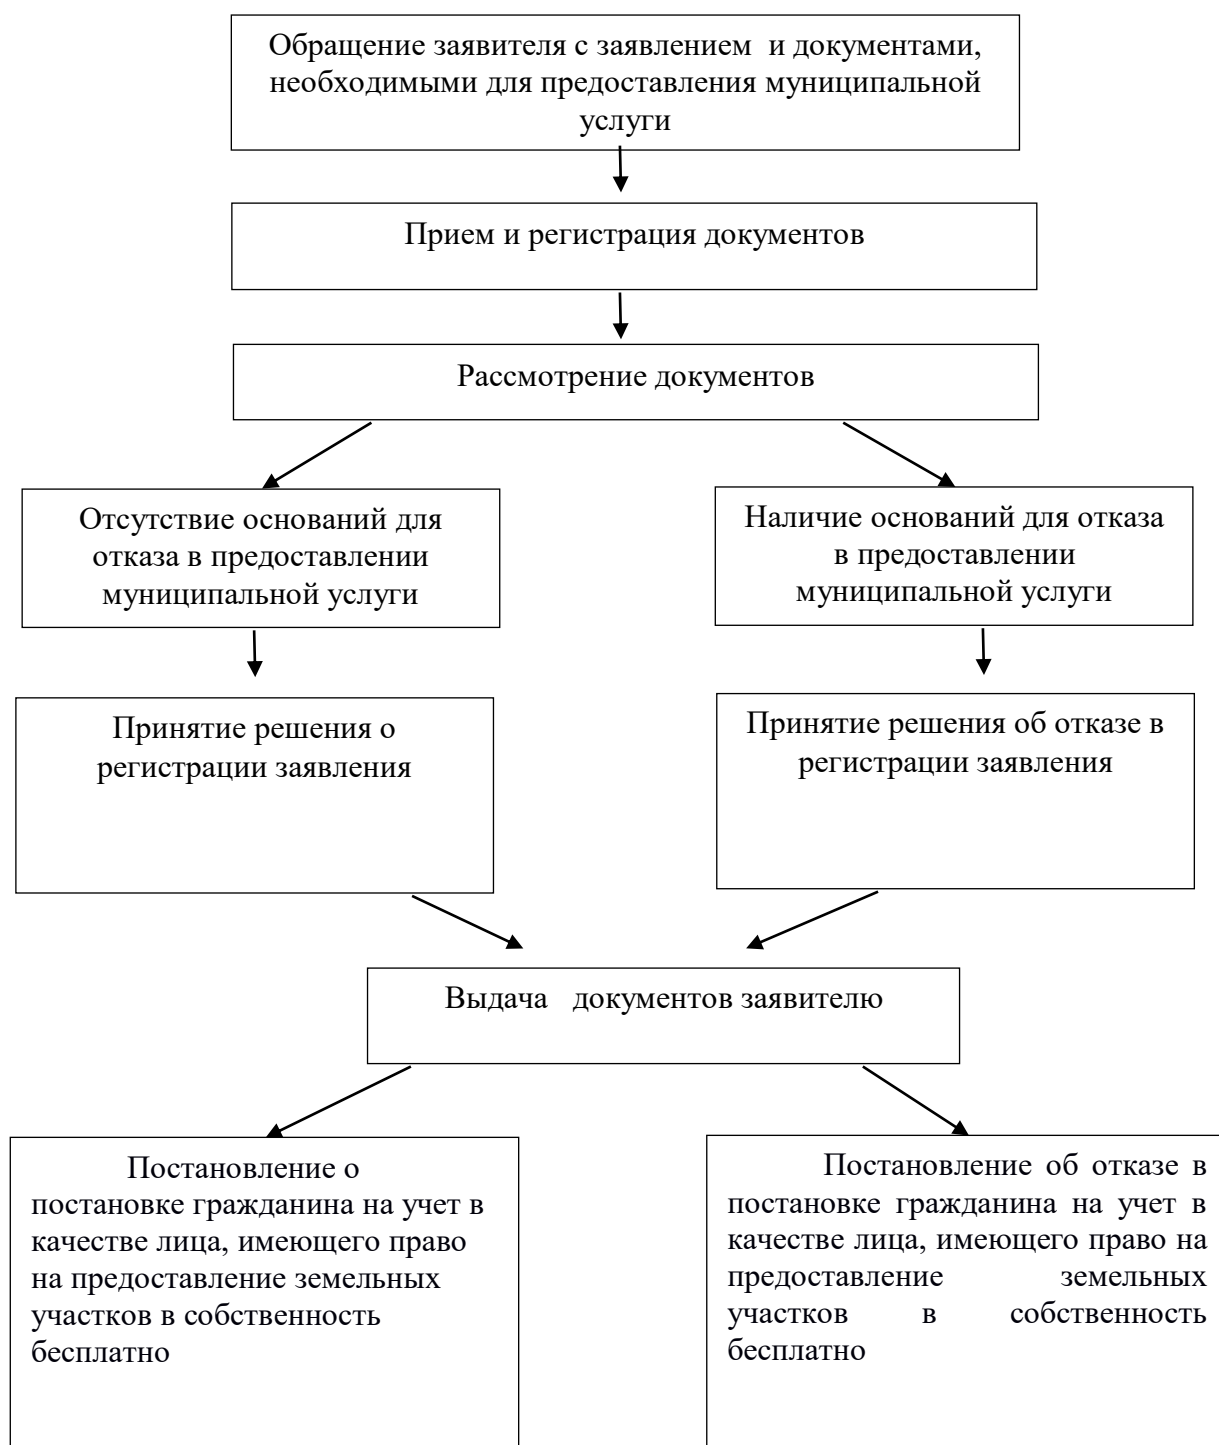 Обращение заявителя с заявлением  и документами,
необходимыми для предоставления муниципальной
услуги
Прием и регистрация документов
Рассмотрение документов
Отсутствие оснований для
отказа в предоставлении
муниципальной услуги
Наличие оснований для отказа
в предоставлении
муниципальной услуги
Принятие решения о
регистрации заявления
Принятие решения об отказе в
регистрации заявления
Выдача   документов заявителю
Постановление о
постановке гражданина на учет в
качестве лица, имеющего право
на предоставление земельных
участков в собственность
бесплатно
Постановление об отказе в
постановке гражданина на учет в
качестве лица, имеющего право на
предоставление земельных
участков в собственность
бесплатно